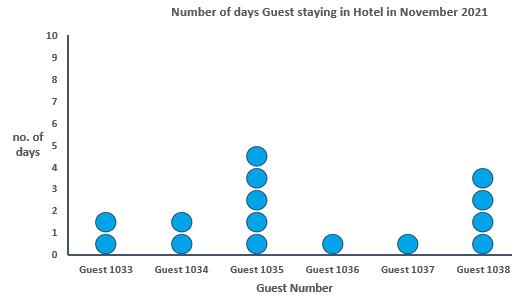 Number of days Guest staying in Hotel in November 2021
10
9
8
7
6
no. of
days
5
4
3
2
1
0
Guest 1033 Guest 1034 Guest 1035 Guest 1036 Guest 1037 Guest 1038
Guest Number